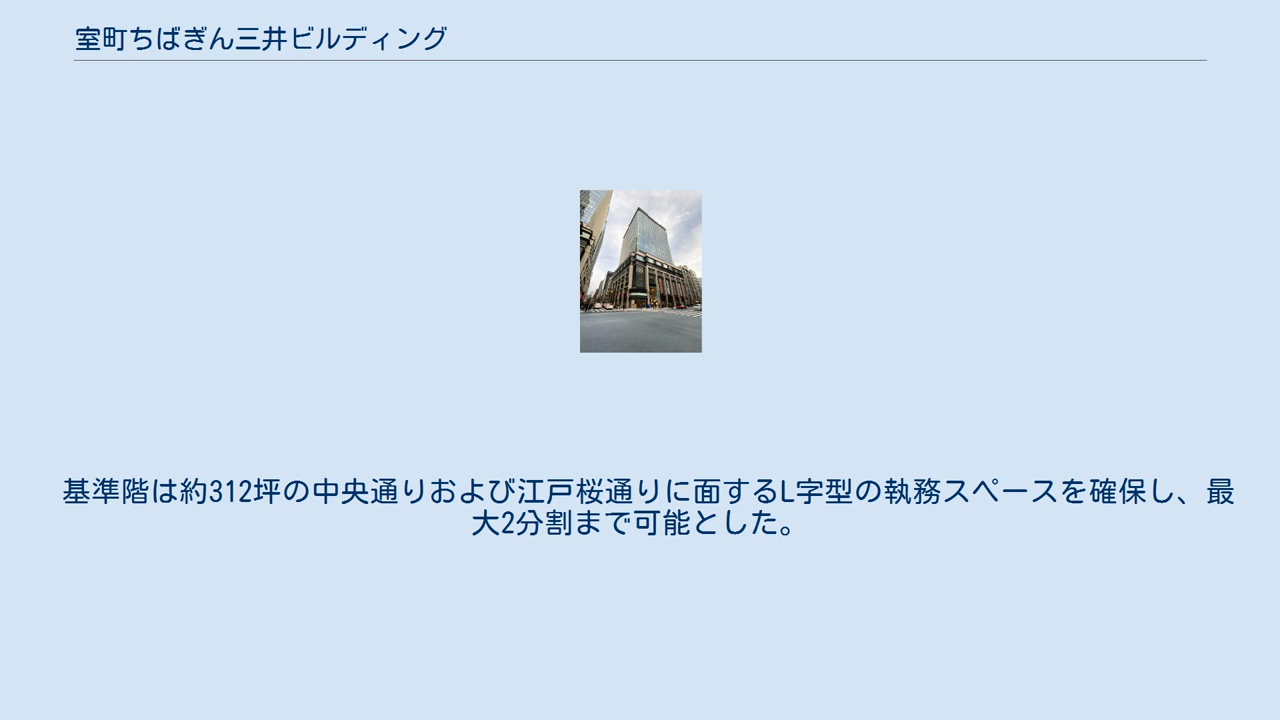 室町ちばぎん三井ビルディング
基準階は約312坪の中央通りおよび江戸桜通りに面するL字型の執務スペースを確保し、最
大2分割まで可能とした。